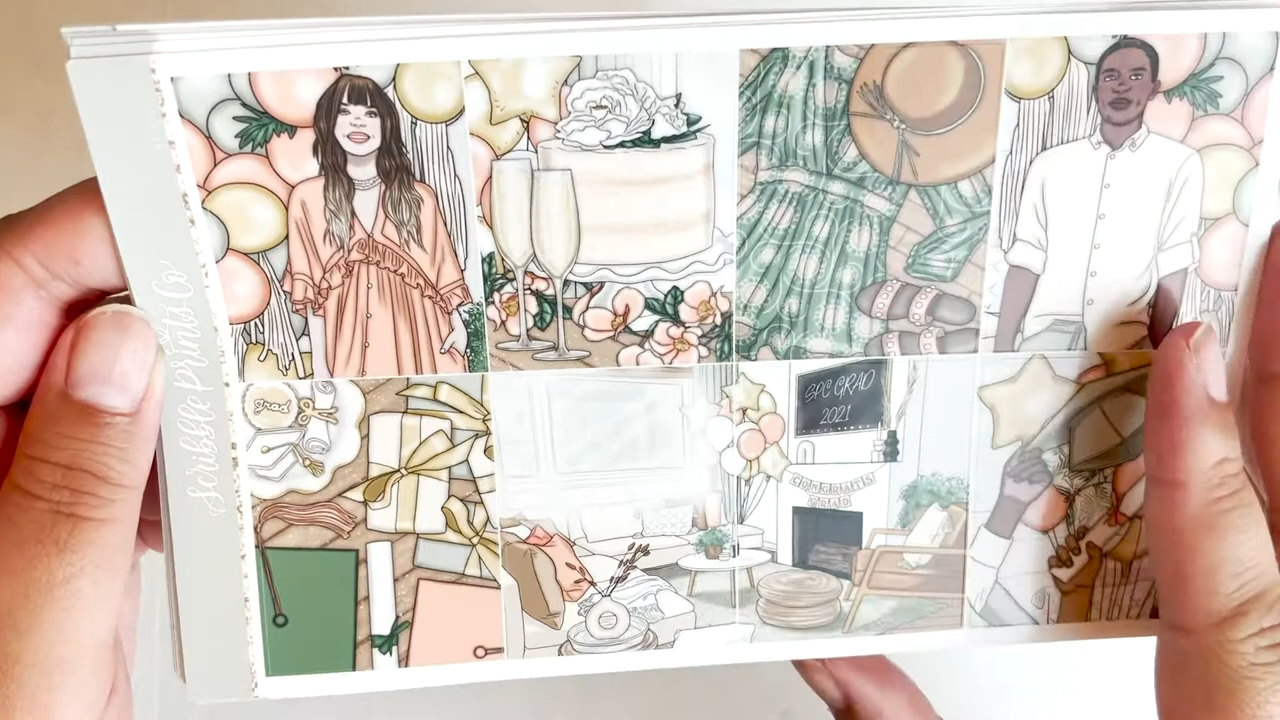 Scribble Prints Co
grad
SPC GRAD
2021
CONGRATS
GRAD